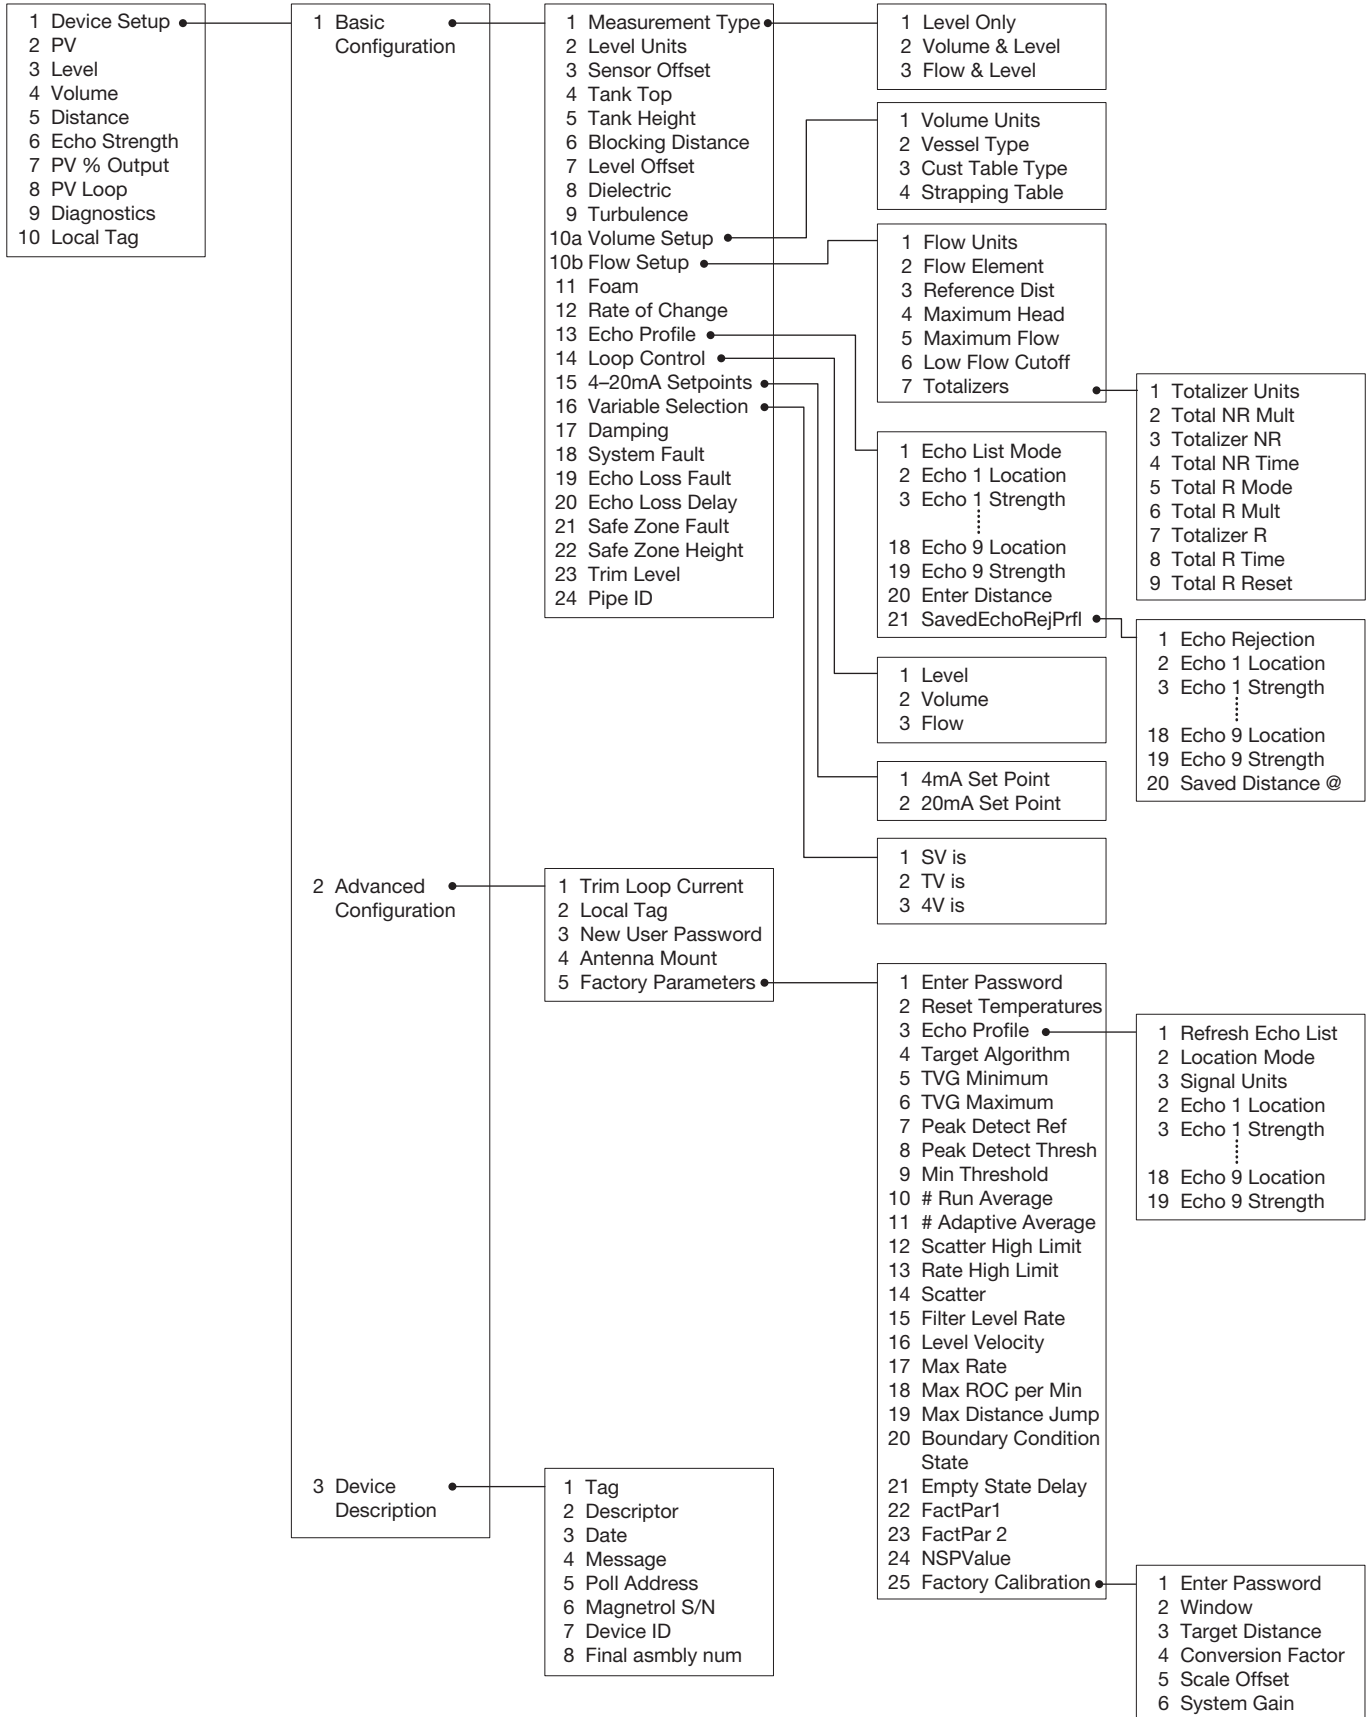 1 Device Setup
2 PV
3 Level
4 Volume
5 Distance
6 Echo Strength
7 PV % Output
8 PV Loop
9 Diagnostics
10 Local Tag
1 Basic
Configuration
2 Advanced
Configuration
3 Device
Description
1 Measurement Type
2 Level Units
3 Sensor Offset
4 Tank Top
5 Tank Height
6 Blocking Distance
7 Level Offset
8 Dielectric
9 Turbulence
10a Volume Setup
10b Flow Setup
11 Foam
12 Rate of Change
13 Echo Profile
14 Loop Control
15 4–20mA Setpoints
16 Variable Selection
17 Damping
18 System Fault
19 Echo Loss Fault
20 Echo Loss Delay
21 Safe Zone Fault
22 Safe Zone Height
23 Trim Level
24 Pipe ID
1 Trim Loop Current
2 Local Tag
3 New User Password
4 Antenna Mount
5 Factory Parameters
1 Tag
2 Descriptor
3 Date
4 Message
5 Poll Address
6 Magnetrol S/N
7 Device ID
8 Final asmbly num
1 Level Only
2 Volume & Level
3 Flow & Level
1 Volume Units
2 Vessel Type
3 Cust Table Type
4 Strapping Table
1 Flow Units
2 Flow Element
3 Reference Dist
4 Maximum Head
5 Maximum Flow
6 Low Flow Cutoff
7 Totalizers
1 Echo List Mode
2 Echo 1 Location
3 Echo 1 Strength
18 Echo 9 Location
19 Echo 9 Strength
20 Enter Distance
21 SavedEchoRejPrfl
1 Level
2 Volume
3 Flow
1 4mA Set Point
2 20mA Set Point
1 SV is
2 TV is
3 4V is
1 Enter Password
2 Reset Temperatures
3 Echo Profile
4 Target Algorithm
5 TVG Minimum
6 TVG Maximum
7 Peak Detect Ref
8 Peak Detect Thresh
9 Min Threshold
10 # Run Average
11 # Adaptive Average
12 Scatter High Limit
13 Rate High Limit
14 Scatter
15 Filter Level Rate
16 Level Velocity
17 Max Rate
18 Max ROC per Min
19 Max Distance Jump
20 Boundary Condition
State
21 Empty State Delay
22 FactPar1
23 FactPar 2
24 NSPValue
25 Factory Calibration
1 Totalizer Units
2 Total NR Mult
3 Totalizer NR
4 Total NR Time
5 Total R Mode
6 Total R Mult
7 Totalizer R
8 Total R Time
9 Total R Reset
1 Echo Rejection
2 Echo 1 Location
3 Echo 1 Strength
18 Echo 9 Location
19 Echo 9 Strength
20 Saved Distance @
1 Refresh Echo List
2 Location Mode
3 Signal Units
2 Echo 1 Location
3 Echo 1 Strength
18 Echo 9 Location
19 Echo 9 Strength
1 Enter Password
2 Window
3 Target Distance
4 Conversion Factor
5 Scale Offset
6 System Gain